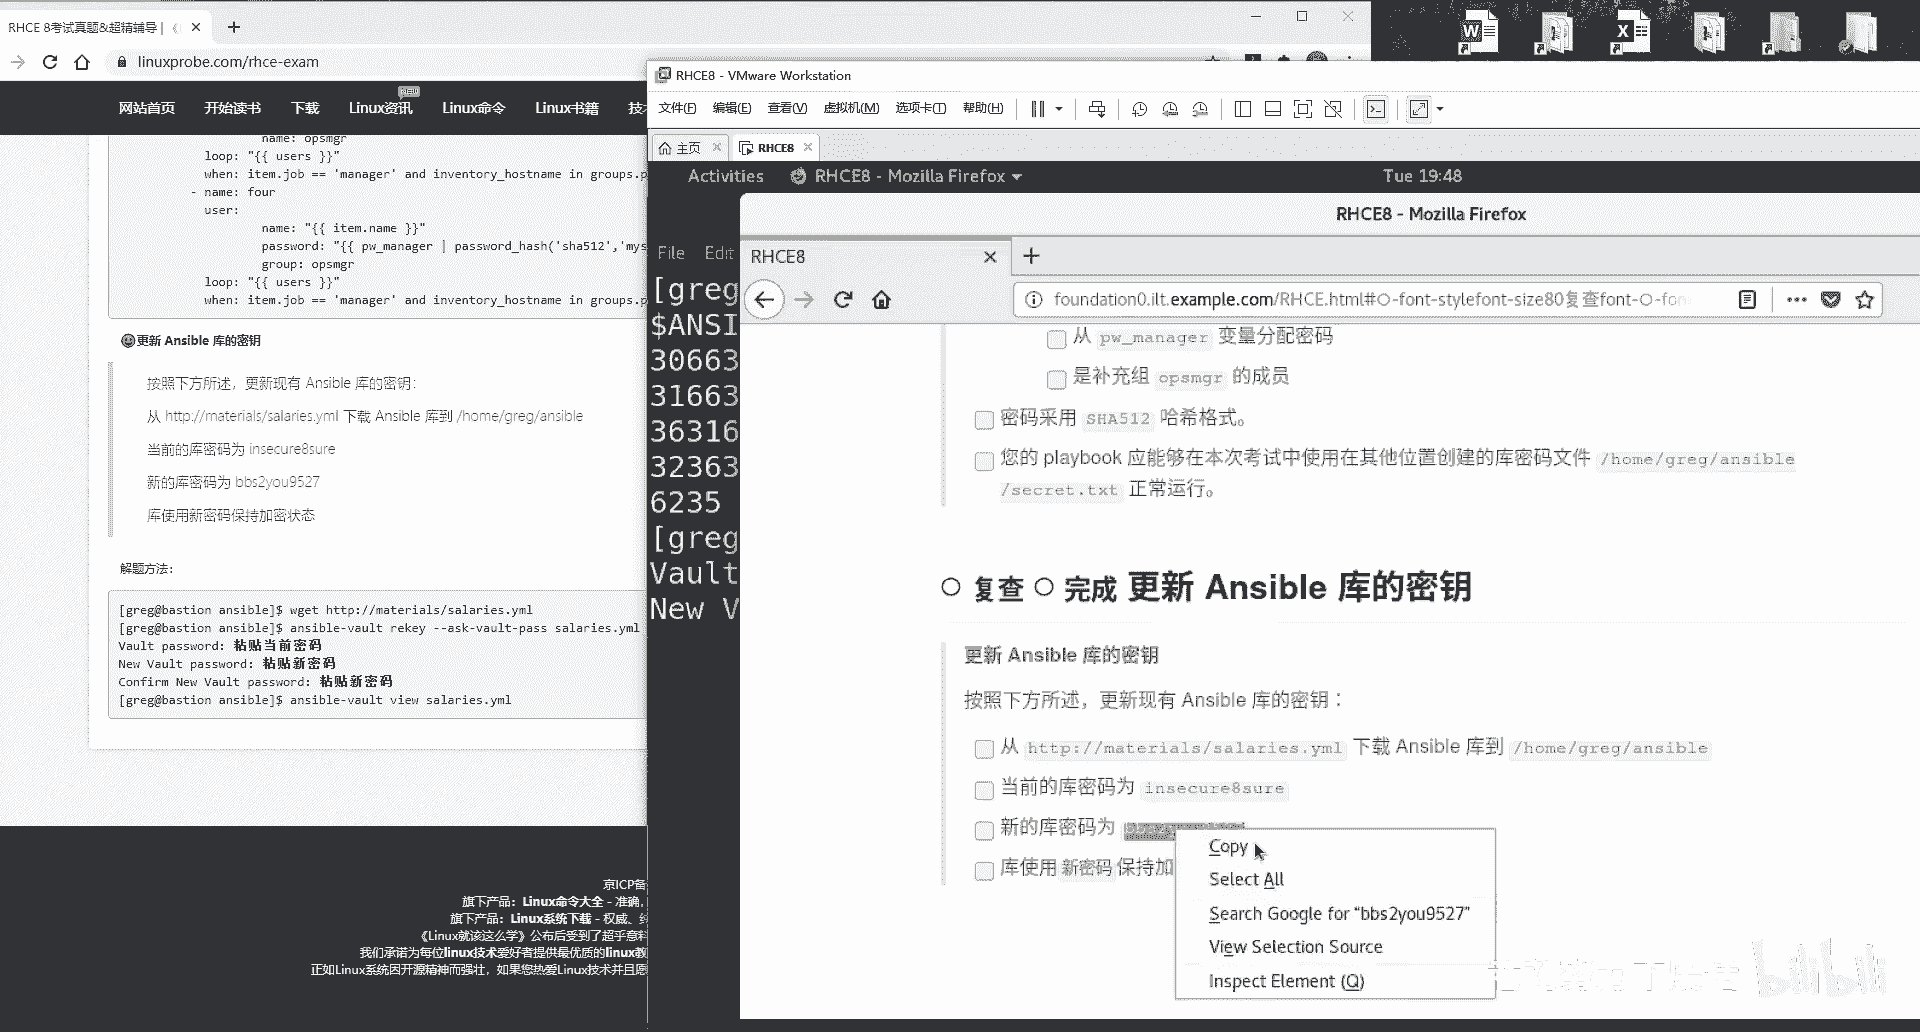 RHCE 8考试真题&超精辅导 |
linuxprobe.com/rhce-exam
网站首页 开始读书 下载 Linux资讯 Linux命令 Linux书籍
NEW
name: opsmgr
loop: "{{ users }}"
when: item.job == 'manager' and inventory_hostname in groups.p
- name: four
user:
name: "{{ item.name }}"
password: "{{ pw_manager | password_hash('sha512','mys
group: opsmgr
loop: "{{ users }}"
when: item.job == 'manager' and inventory_hostname in groups.p
更新 Ansible 库的密钥
按照下方所述，更新现有 Ansible 库的密钥：
从 http://materials/salaries.yml 下载 Ansible 库到 /home/greg/ansible
当前的库密码为 insecure8sure
新的库密码为 bbs2you9527
库使用新密码保持加密状态
解题方法:
[greg@bastion ansible]$ wget http://materials/salaries.yml
[greg@bastion ansible]$ ansible-vault rekey --ask-vault-pass salaries.yml
Vault password: 粘贴当前密码
New Vault password: 粘贴新密码
Confirm New Vault password: 粘贴新密码
[greg@bastion ansible]$ ansible-vault view salaries.yml
京ICP备
旗下产品：Linux命令大全 - 准确,
旗下产品：Linux系统下载 - 权威、
《Linux就该这么学》公布后受到了超乎意料
我们承诺为每位linux技术爱好者提供最优质的linux教
正如Linux系统因开源精神而强壮，如果您热爱Linux技术并且愿
RHCE8 - VMware Workstation
文件(F) 编辑(E) 查看(V) 虚拟机(M) 选项卡(T) 帮助(H)
主页 RHCE8
Activities RHCE8 - Mozilla Firefox Tue 19:48
RHCE8 - Mozilla Firefox
File Edit
RHCE8
foundation0.ilt.example.com/RHCE.html#O-font-stylefont-size80复查font-O-fon
[greg
$ANSI
30663
31663
36316
32363
6235
[greg
Vault
New V
从 pw_manager 变量分配密码
是补充组 opsmgr 的成员
密码采用 SHA512 哈希格式。
您的 playbook 应能够在本次考试中使用在其他位置创建的库密码文件 /home/greg/ansible
/secret.txt 正常运行。
复查 完成 更新 Ansible 库的密钥
更新 Ansible 库的密钥
按照下方所述，更新现有 Ansible 库的密钥：
从 http://materials/salaries.yml 下载 Ansible 库到 /home/greg/ansible
当前的库密码为 insecure8sure
新的库密码为
库使用 新密码 保持加
Copy
Select All
Search Google for “bbs2you9527”
View Selection Source
Inspect Element (Q)
bilibili